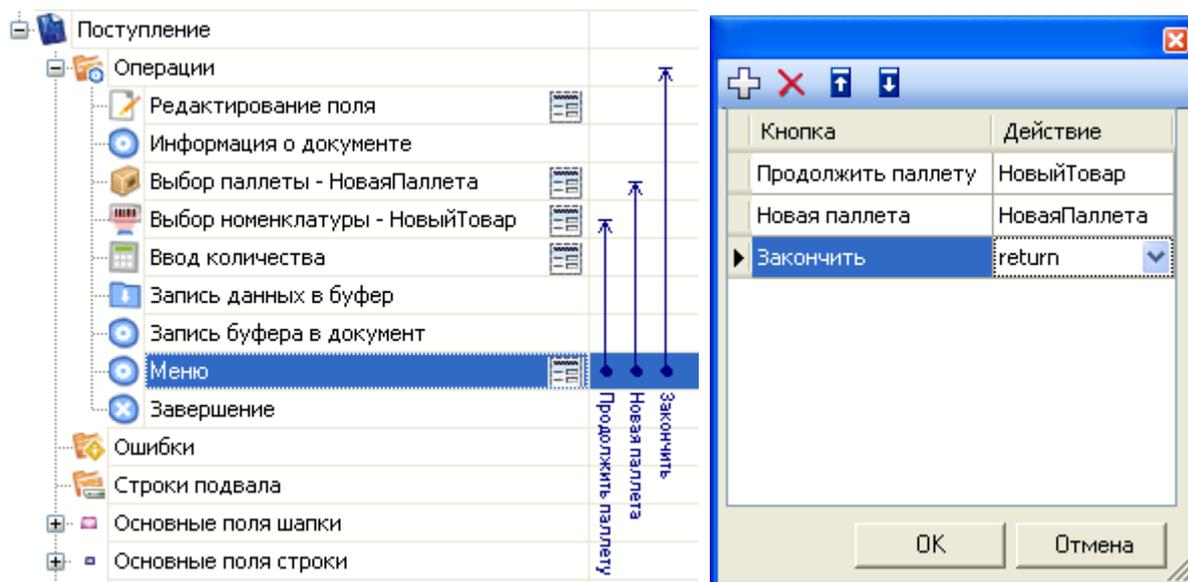 Поступление
Операции
Редактирование поля
Информация о документе
Выбор паллеты - НоваяПаллета
Выбор номенклатуры - НовыйТовар
Ввод количества
Запись данных в буфер
Запись буфера в документ
Меню
Завершение
Ошибки
Строки подвала
Основные поля шапки
Основные поля строки
Продолжить паллету
Новая паллета
Закончить
Кнопка Действие
Продолжить паллету НовыйТовар
Новая паллета НоваяПаллета
Закончить return
OK Отмена